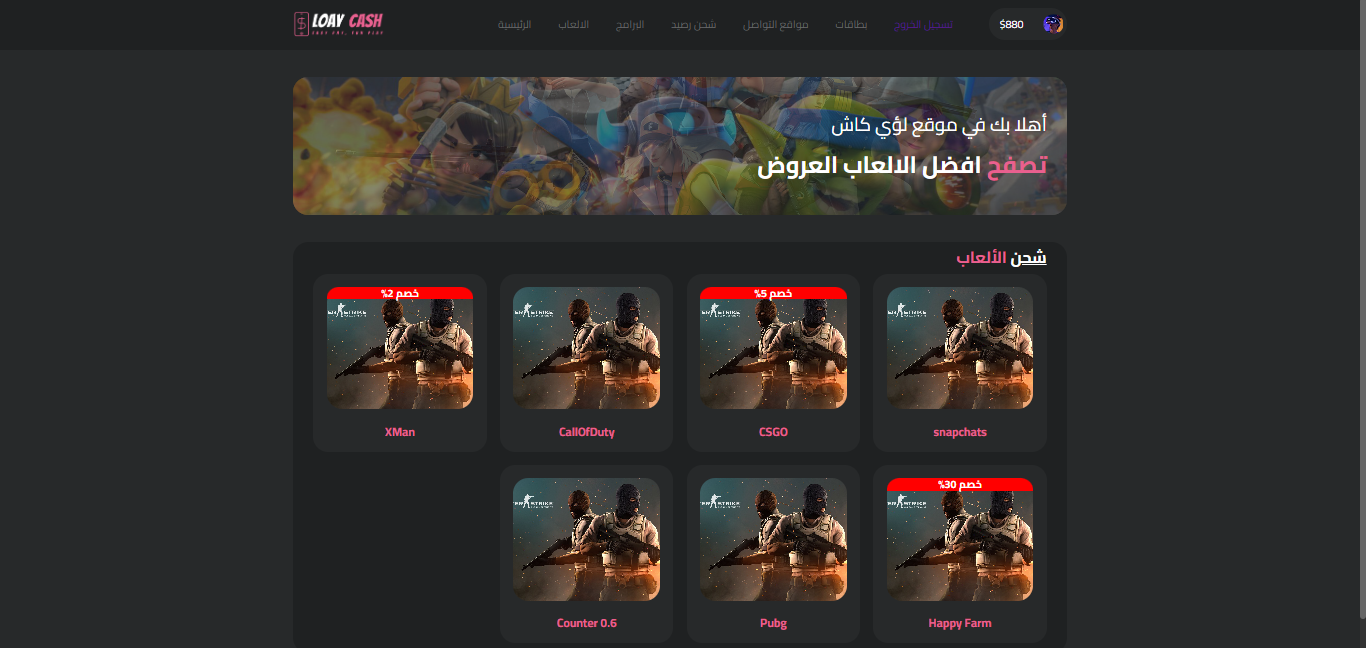 LOAY CASH
الرئيسية
الالعاب
البرامج
شحن رصيد
مواقع التواصل
بطاقات
تسجيل الخروج
$880
أهلا بك في موقع لؤي كاش
تصفح افضل الالعاب العروض
شحن الألعاب
snapchats
خصم 5%
CSGO
CallOfDuty
خصم 2%
XMan
خصم 30%
Happy Farm
Pubg
Counter 0.6